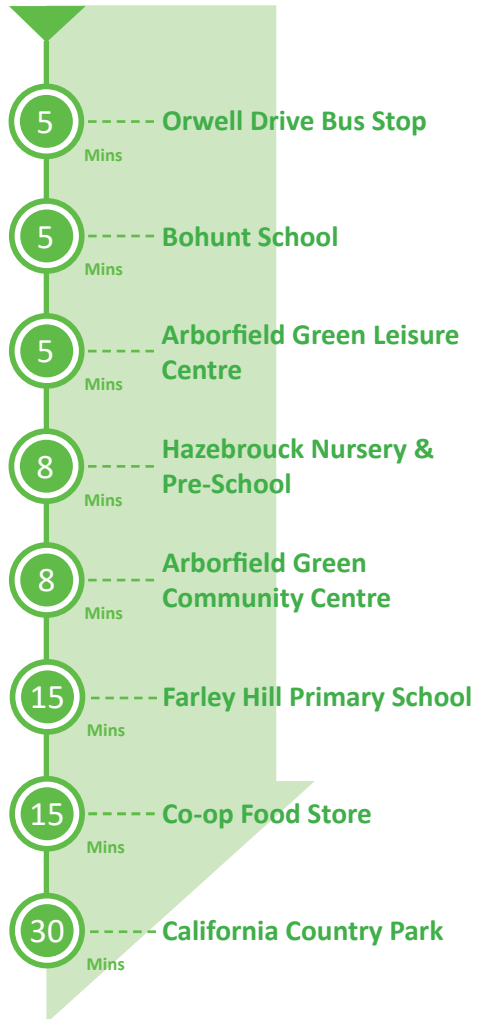 5
Orwell Drive Bus Stop
Mins
5
Bohunt School
Mins
5
Arborfield Green Leisure
Centre
Mins
8
Hazebrouck Nursery &
Pre-School
Mins
8
Arborfield Green
Community Centre
Mins
15
Farley Hill Primary School
Mins
15
Co-op Food Store
Mins
30
California Country Park
Mins